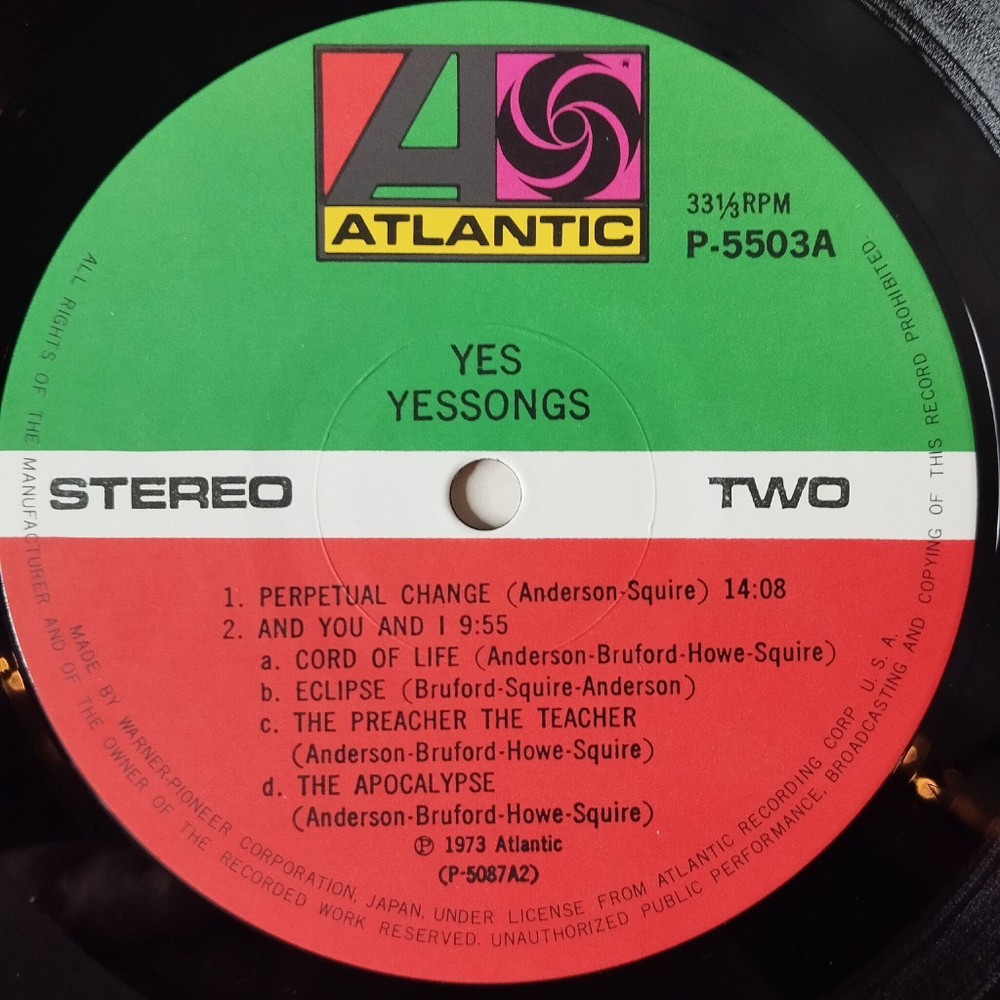 ATLANTIC
®
33⅓RPM
P-5503A
YES
YESSONGS
STEREO
TWO
1. PERPETUAL CHANGE (Anderson-Squire) 14:08
2. AND YOU AND I 9:55
a. CORD OF LIFE (Anderson-Bruford-Howe-Squire)
b. ECLIPSE (Bruford-Squire-Anderson)
c. THE PREACHER THE TEACHER
(Anderson-Bruford-Howe-Squire)
d. THE APOCALYPSE
(Anderson-Bruford-Howe-Squire)
℗ 1973 Atlantic
(P-5087A2)
MADE BY WARNER-PIONEER CORPORATION, JAPAN, UNDER LICENSE FROM ATLANTIC RECORDING CORP U. S. A.
ALL RIGHTS OF THE MANUFACTURER AND OF THE OWNER OF THE RECORDED WORK RESERVED. UNAUTHORIZED PUBLIC PERFORMANCE, BROADCASTING AND COPYING OF THIS RECORD PROHIBITED.